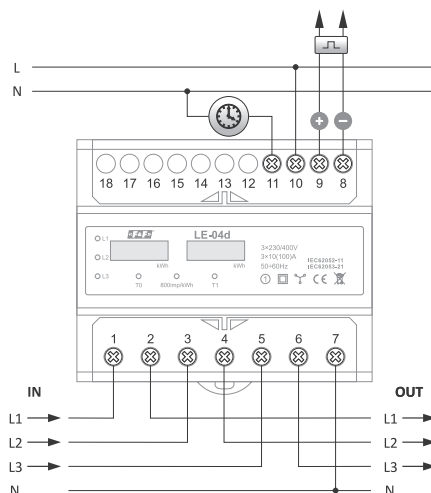 L
N
+
−
18 17 16 15 14 13 12 11 10 9 8
F&F
LE-04d
L1
L2
L3
kWh
kWh
T0
800imp/kWh
T1
3×230/400V
3×10(100)A
50÷60Hz
IEC62052-11
IEC62053-21
1
CE
1 2 3 4 5 6 7
IN
OUT
L1
L1
L2
L2
L3
L3
N
N